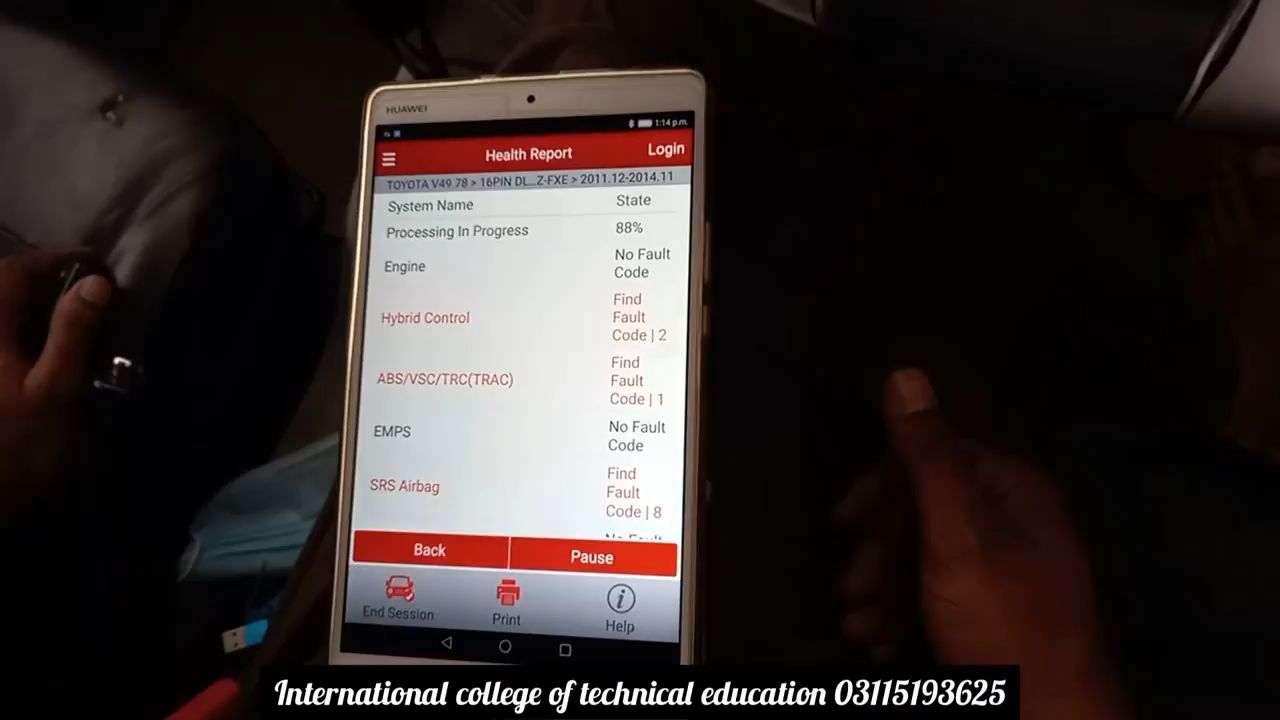 HUAWEI
1:14 p.m.
Health Report
Login
TOYOTA V49.78 > 16PIN DL...Z-FXE > 2011.12-2014.11
System Name
State
Processing In Progress
88%
Engine
No Fault
Code
Hybrid Control
Find
Fault
Code | 2
ABS/VSC/TRC(TRAC)
Find
Fault
Code | 1
EMPS
No Fault
Code
SRS Airbag
Find
Fault
Code | 8
Back
Pause
End Session
Print
Help
International college of technical education 03115193625